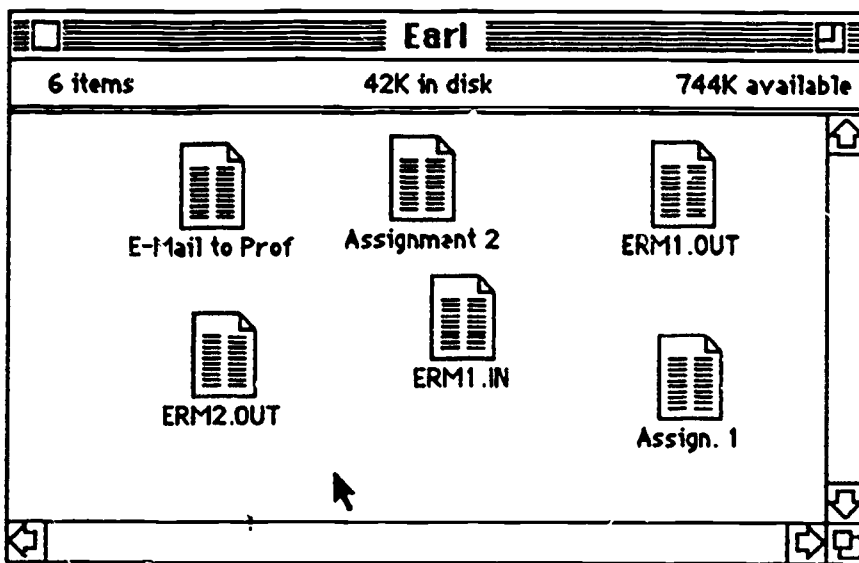 Earl
6 items 42K in disk 744K available
E-Mail to Prof Assignment 2 ERM1.OUT
ERM2.OUT ERM1.IN Assign. 1